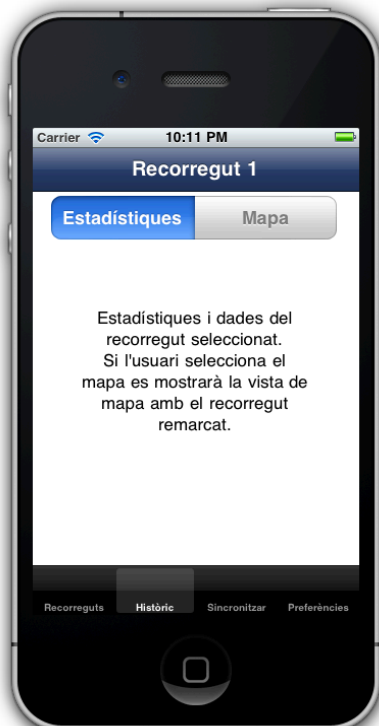 Carrier 10:11 PM
Recorregut 1
Estadístiques Mapa
Estadístiques i dades del
recorregut seleccionat.
Si l'usuari selecciona el
mapa es mostrarà la vista de
mapa amb el recorregut
remarcat.
Recorreguts Històric Sincronitzar Preferències